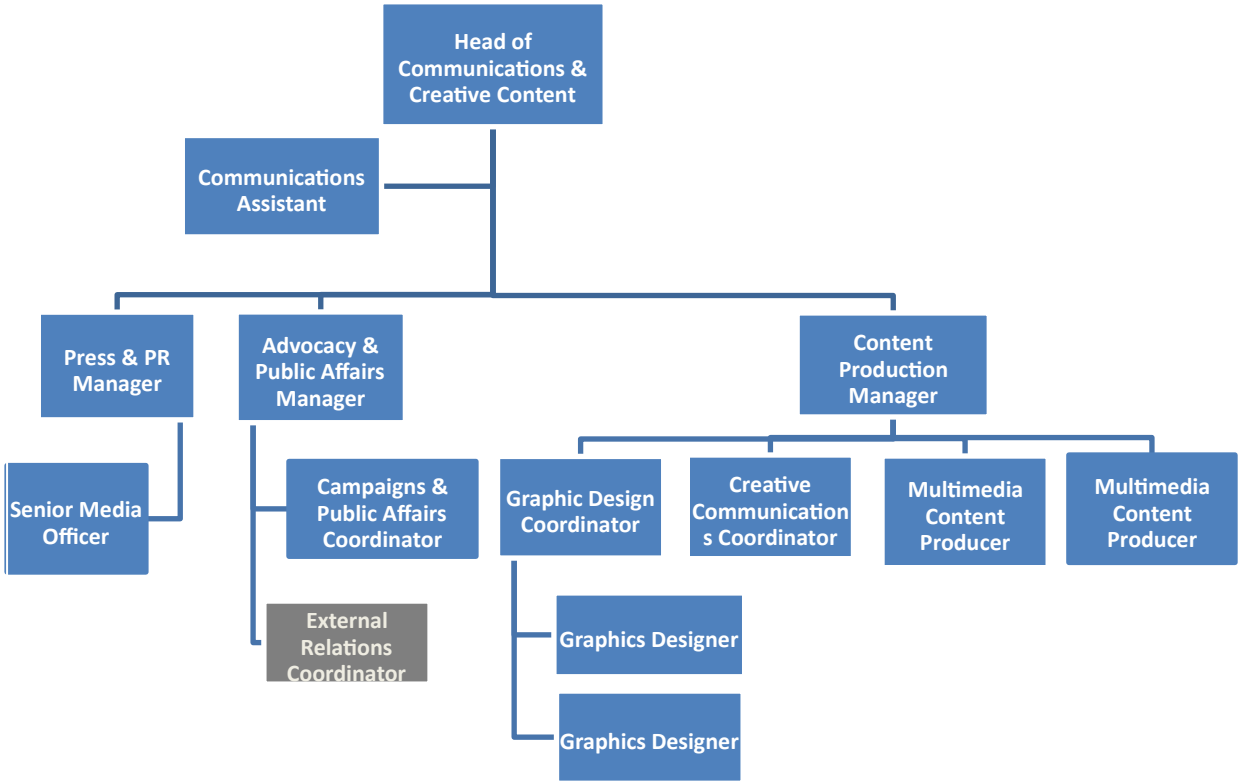 Head of
Communications &
Creative Content
Communications
Assistant
Press & PR
Manager
Advocacy &
Public Affairs
Manager
Content
Production
Manager
Senior Media
Officer
Campaigns &
Public Affairs
Coordinator
Graphic Design
Coordinator
Creative
Communication
s Coordinator
Multimedia
Content
Producer
Multimedia
Content
Producer
External
Relations
Coordinator
Graphics Designer
Graphics Designer